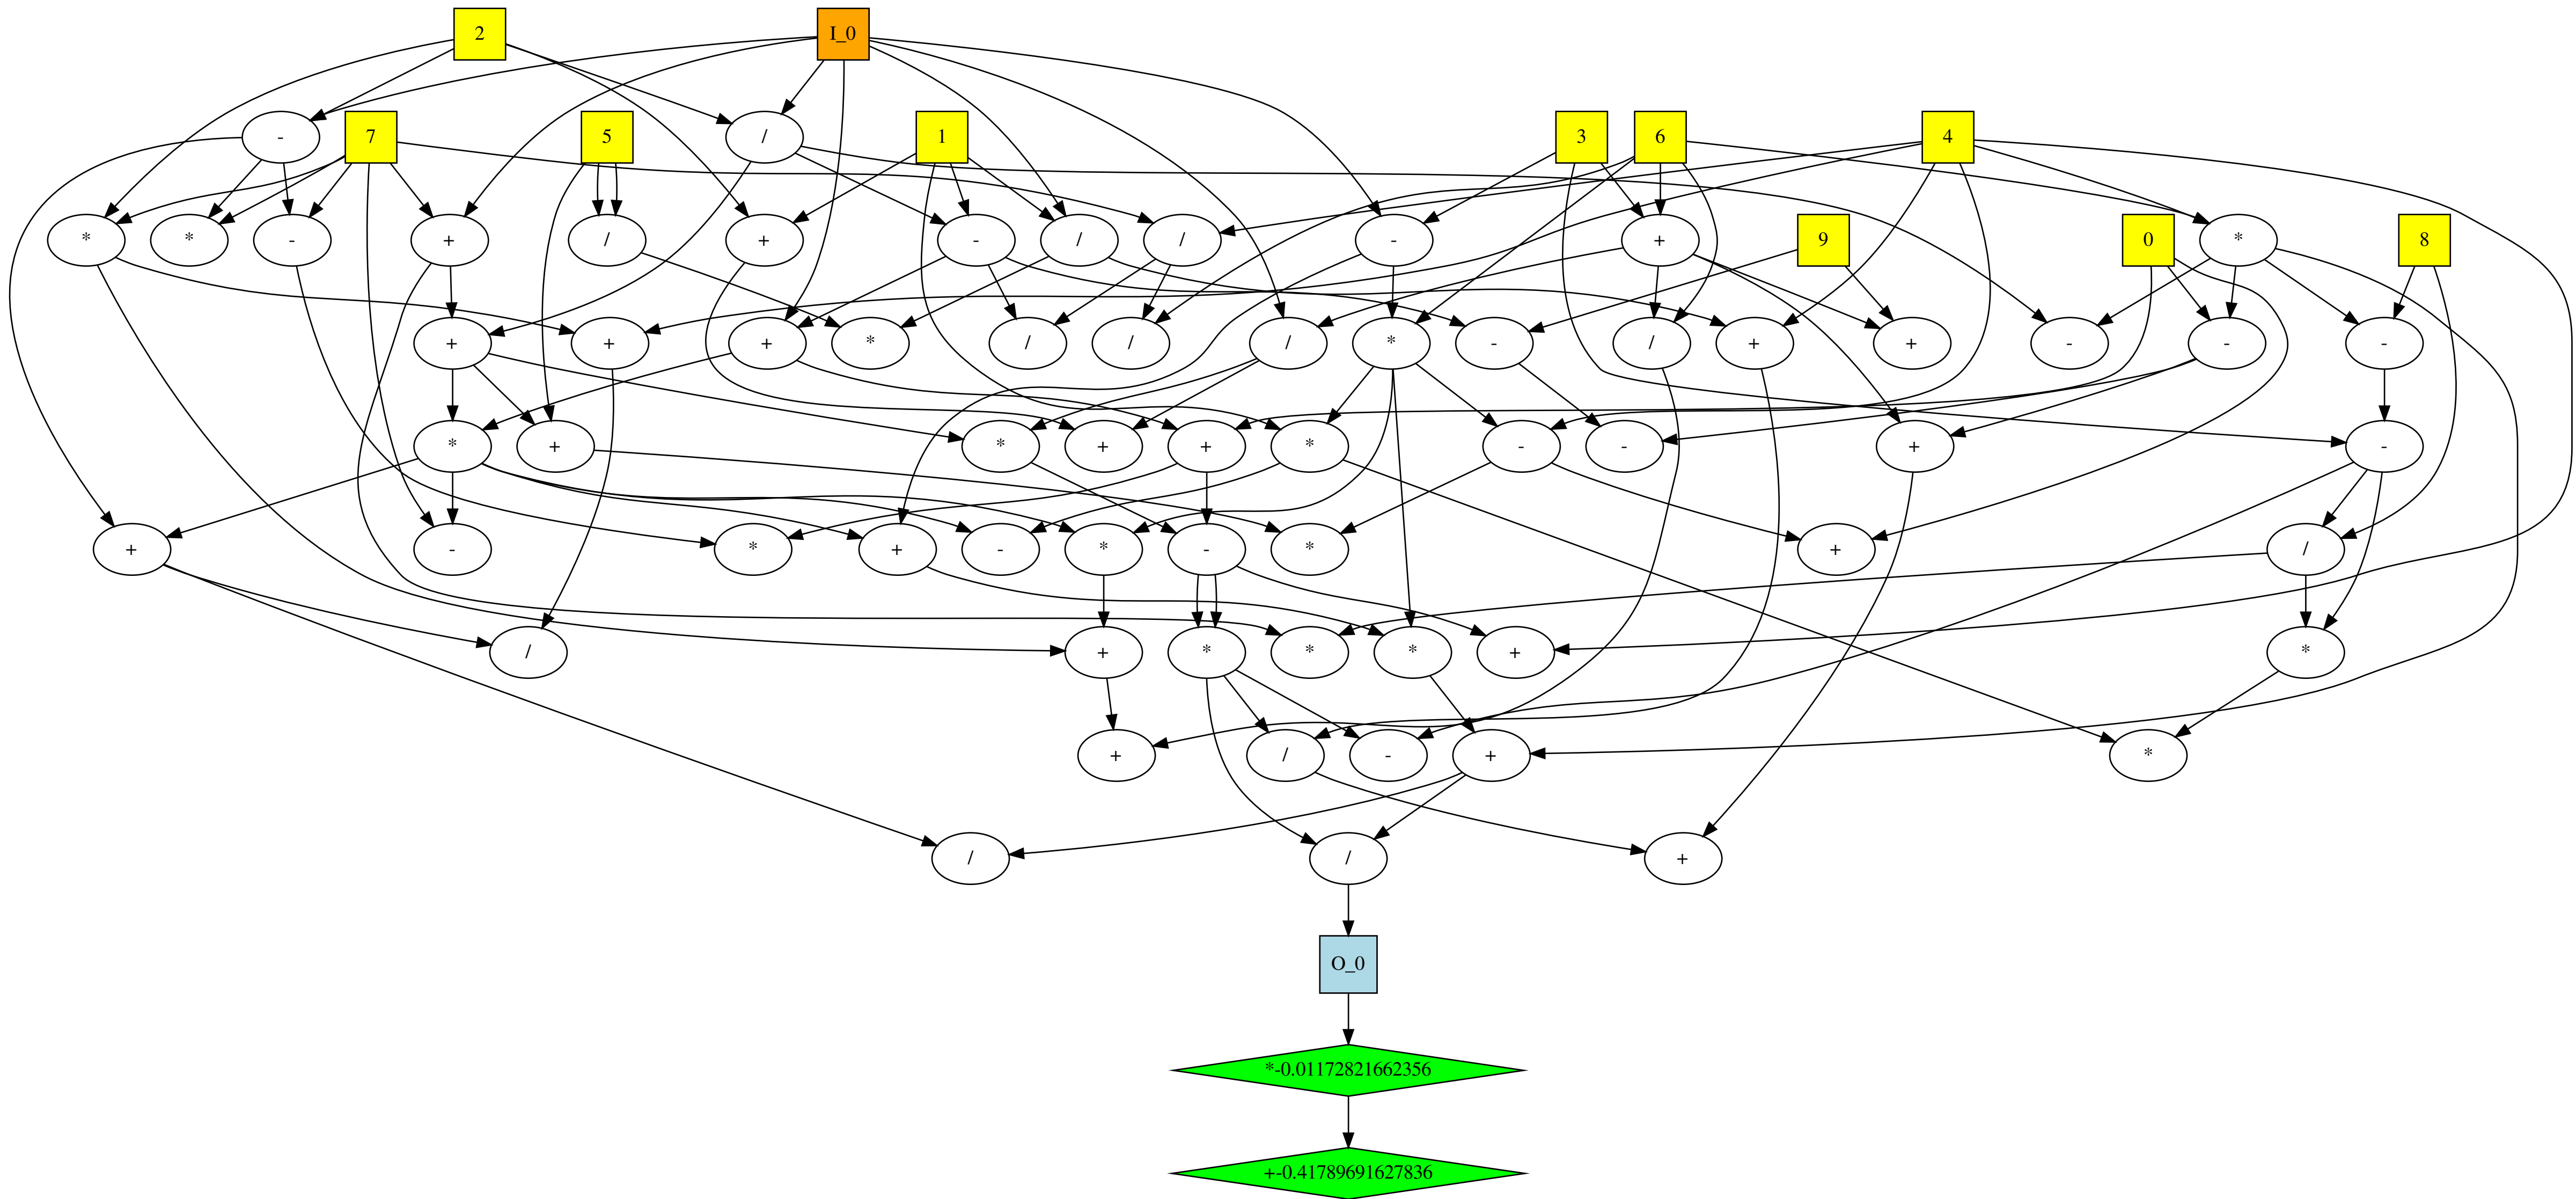 2 I_0
- 7 5 / 1 3 6 4
* * - + / + - / / - + 9 0 * 8
+ + + * / / / * - / + + - - -
* + * + + * - - + -
+ - * + - * - * + /
/ + * * * + *
+ / - + *
/ / +
O_0
*-0.01172821662356
+-0.41789691627836